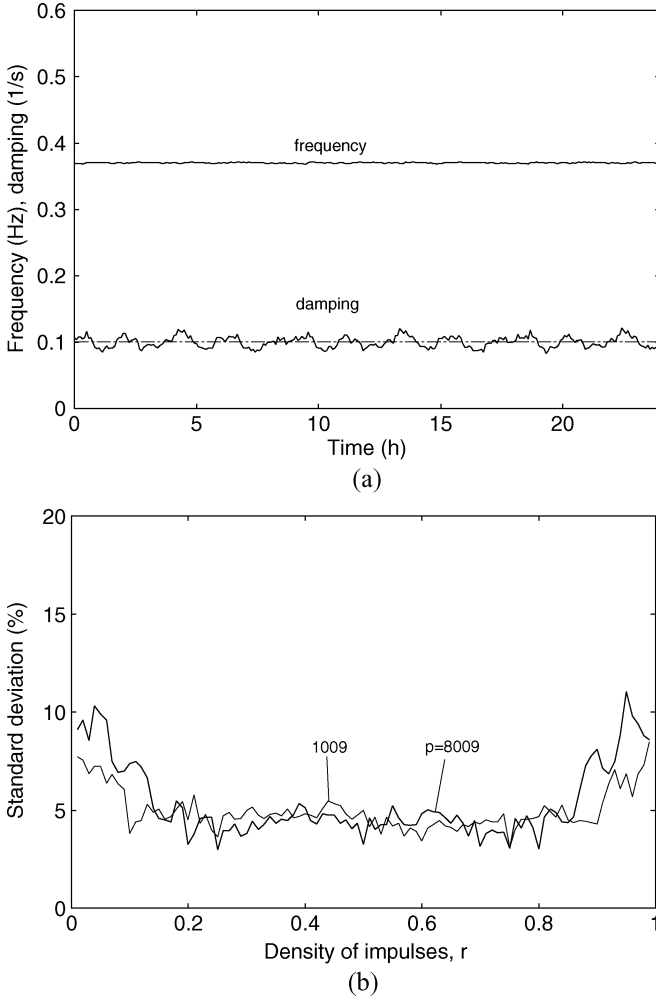 0.6
0.5
0.4
0.3
0.2
0.1
0
Frequency (Hz), damping (1/s)
frequency
damping
0 5 10 15 20
Time (h)
(a)
20
15
10
5
0
Standard deviation (%)
1009 p=8009
0 0.2 0.4 0.6 0.8 1
Density of impulses, r
(b)